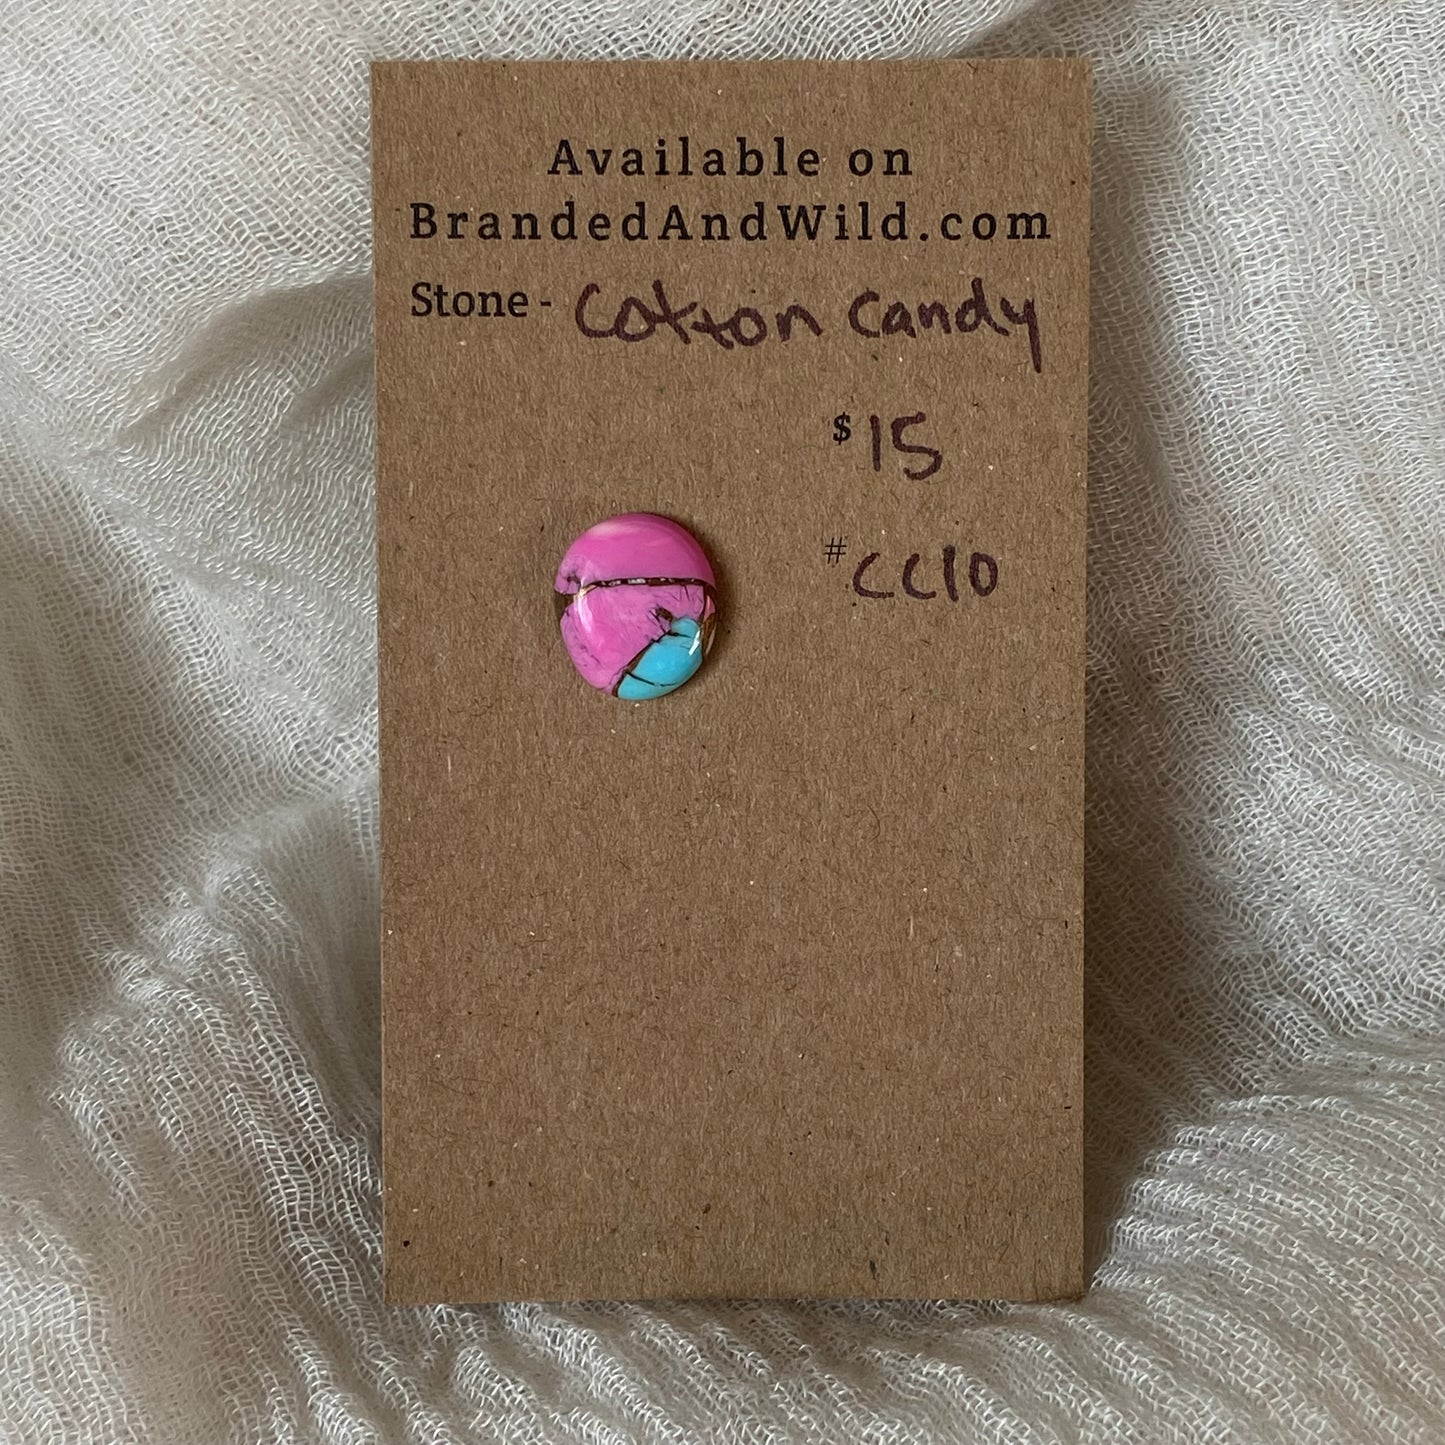 Available on
BrandedAndWild.com
Stone - Cotton Candy
$15
#CC10